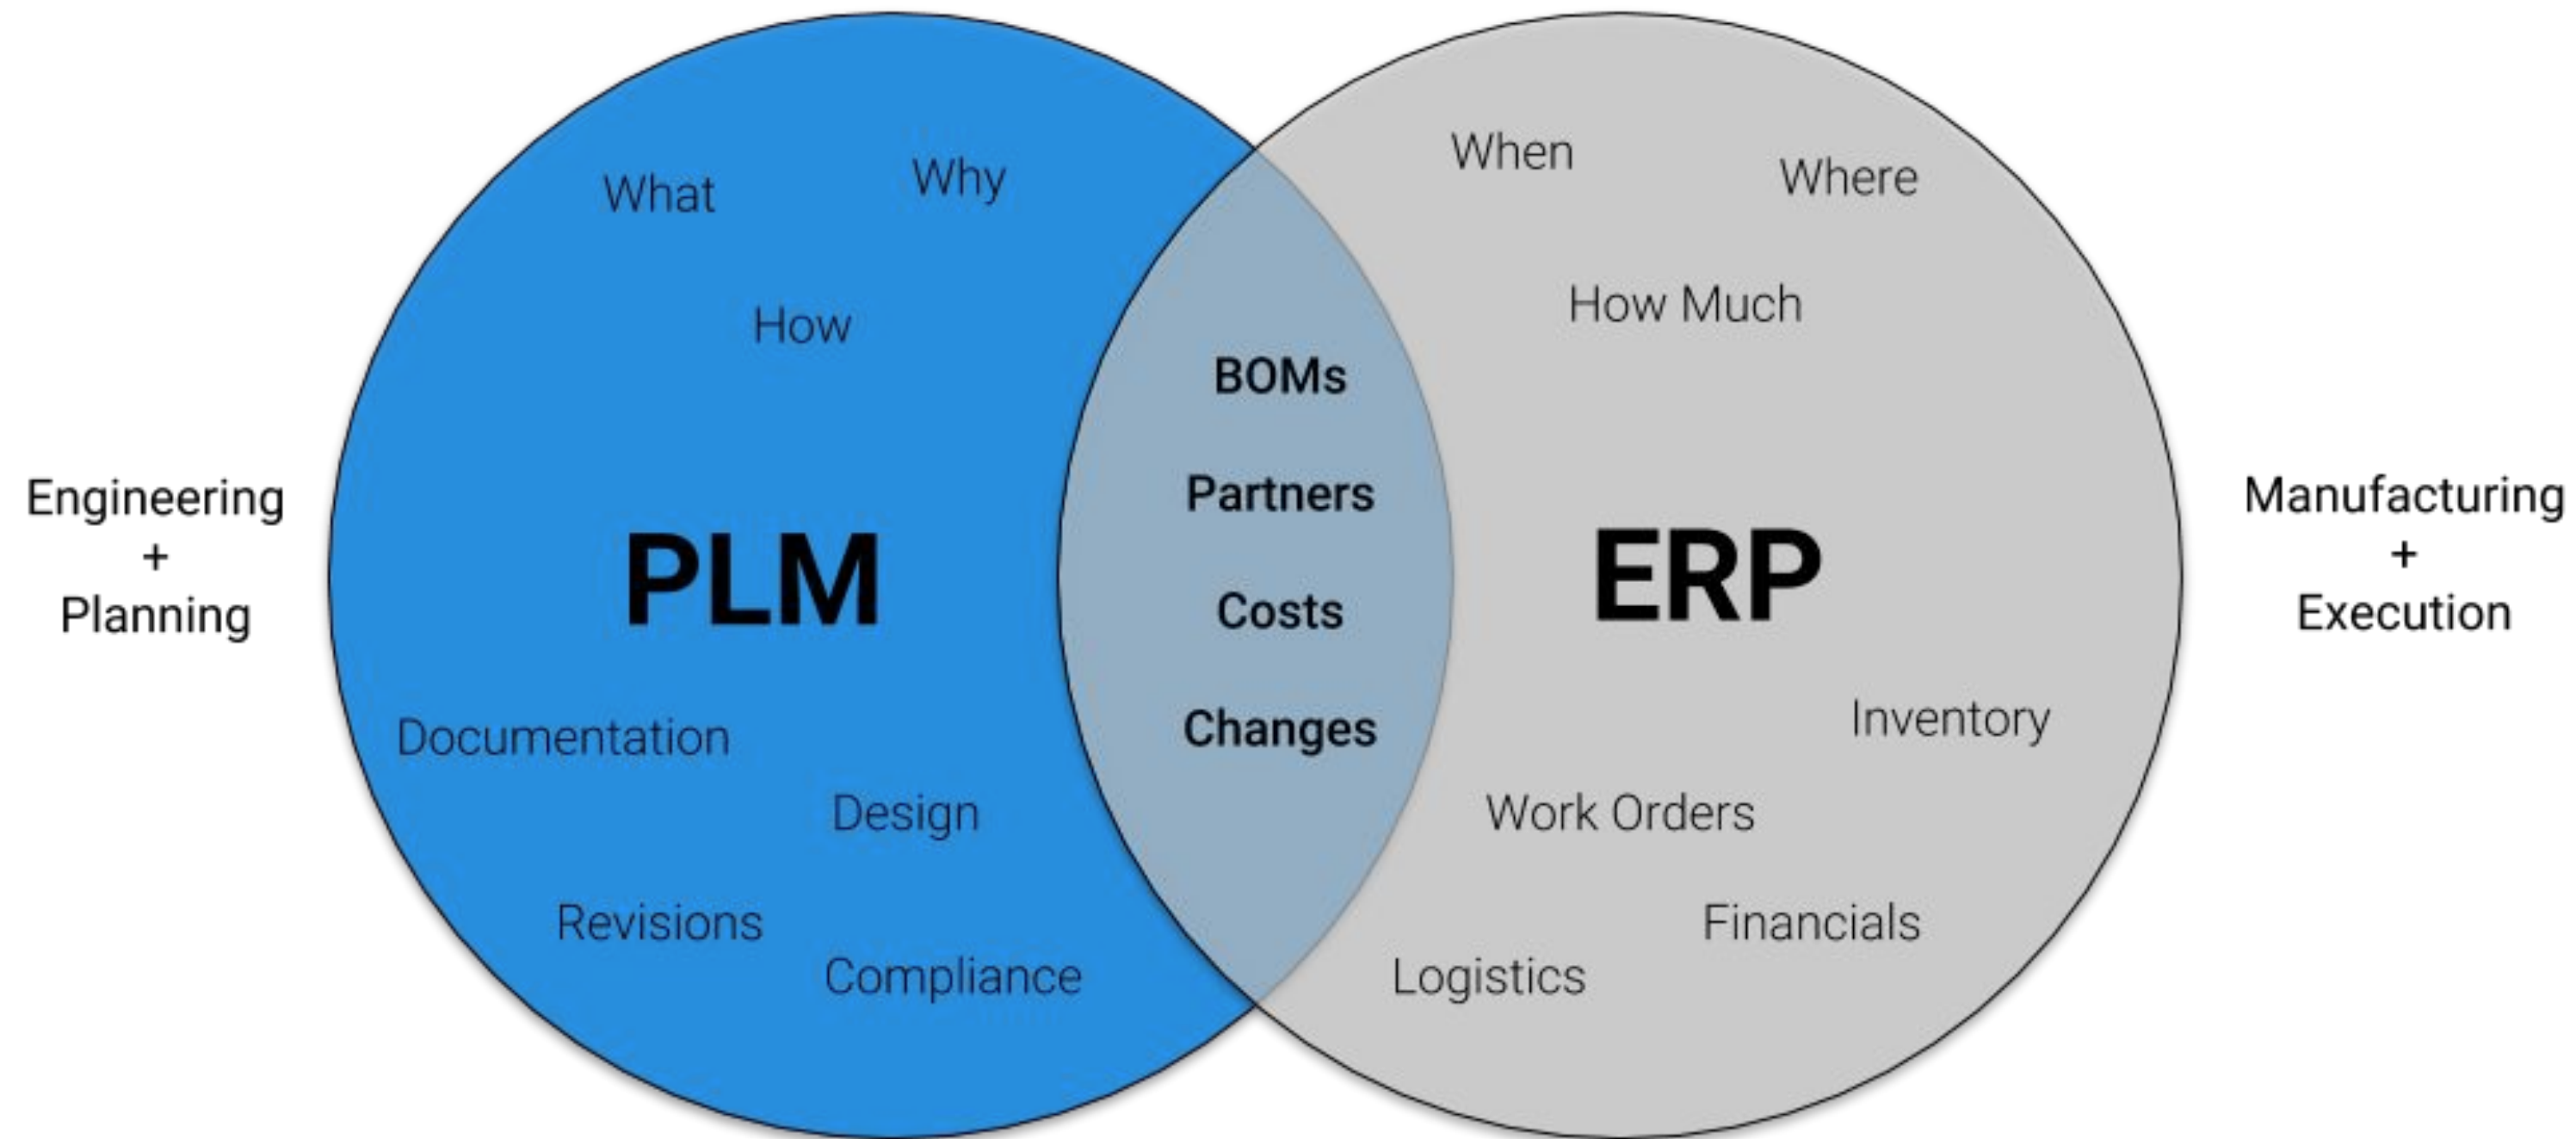 What
Why
How
PLM
Engineering
+
Planning
Documentation
Design
Revisions
Compliance
BOMs
Partners
Costs
Changes
When
Where
How Much
ERP
Inventory
Work Orders
Financials
Logistics
Manufacturing
+
Execution